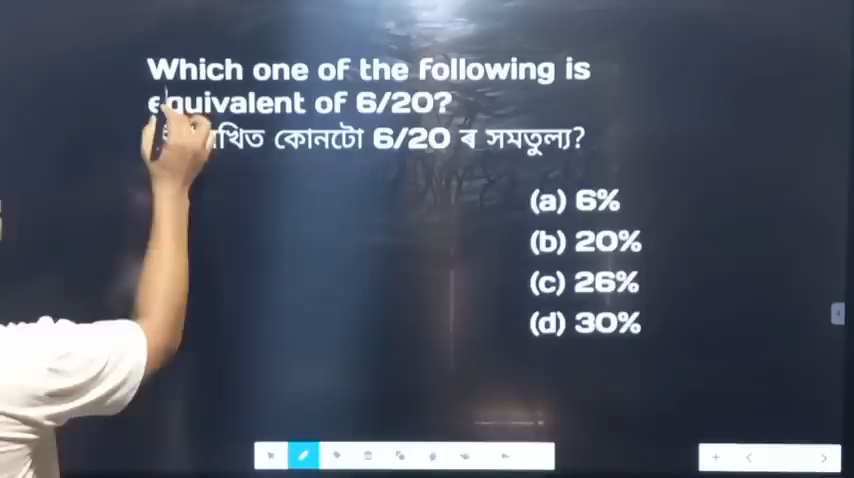 Which one of the following is
equivalent of 6/20?
কোনটো 6/20 ৰ সমতুল্য?
(a) 6%
(b) 20%
(c) 26%
(d) 30%